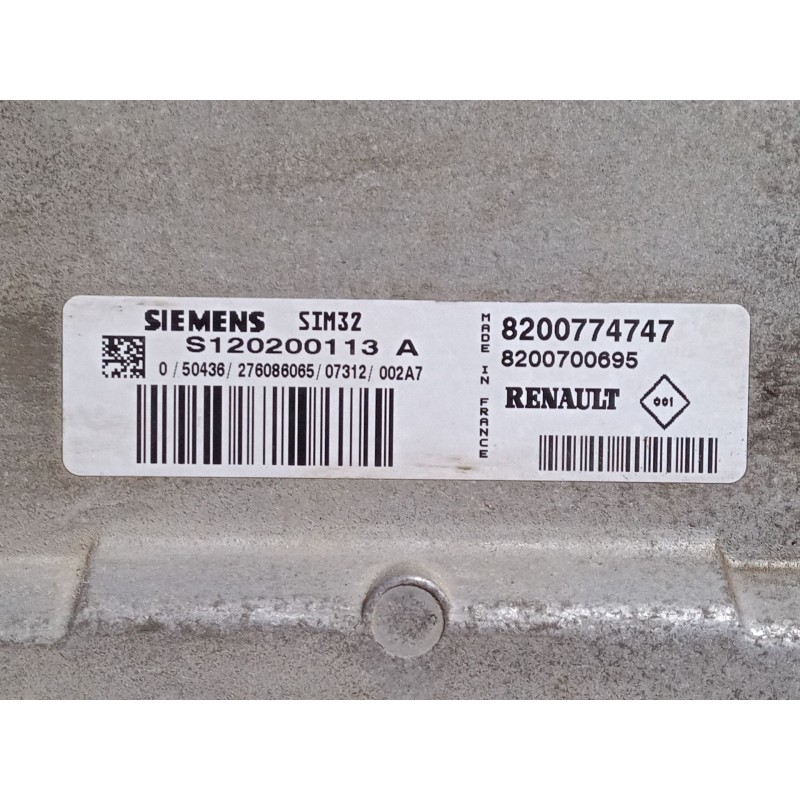 SIEMENS SIM32
S120200113 A
0/50436/276086065/07312/002A7
MADE IN FRANCE
8200774747
8200700695
RENAULT
001